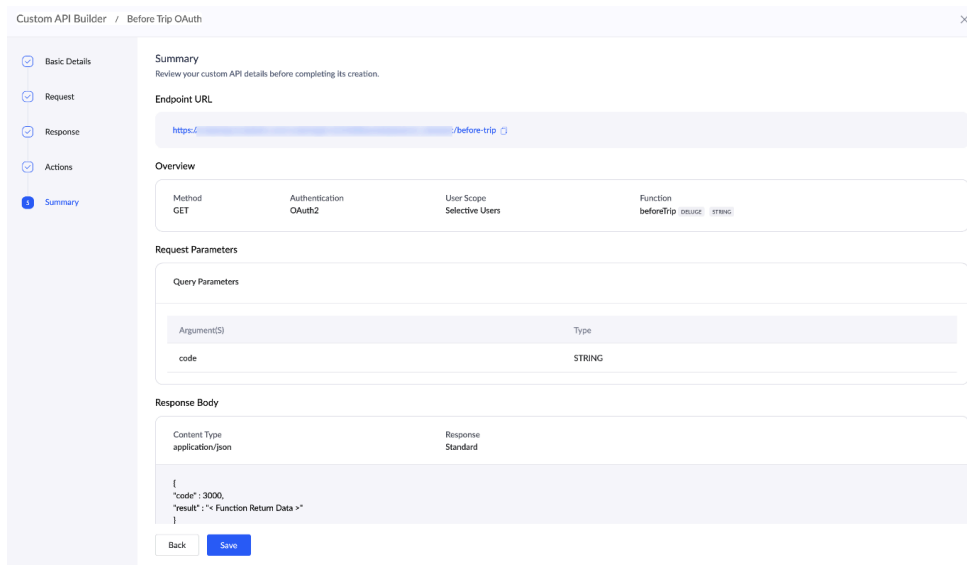 Custom API Builder / Before Trip OAuth
Basic Details
Request
Response
Actions
5 Summary
Summary
Review your custom API details before completing its creation.
Endpoint URL
https:/ /before-trip
Overview
Method Authentication User Scope Function
GET OAuth2 Selective Users beforeTrip DELUGE STRING
Request Parameters
Query Parameters
Argument(S) Type
code STRING
Response Body
Content Type Response
application/json Standard
{
"code" : 3000,
"result" : "< Function Return Data >"
}
Back Save